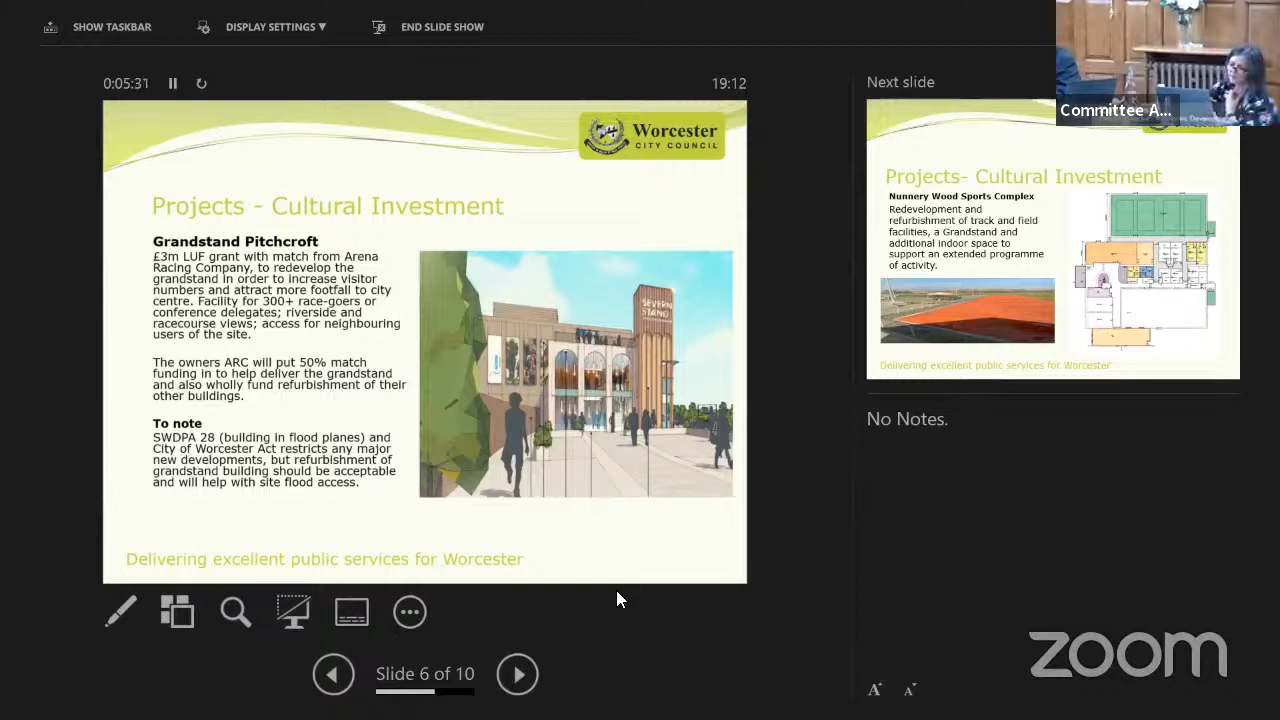 SHOW TASKBAR
DISPLAY SETTINGS ▼
END SLIDE SHOW
0:05:31
19:12
Worcester
CITY COUNCIL
Projects - Cultural Investment
Grandstand Pitchcroft
£3m LUF grant with match from Arena
Racing Company, to redevelop the
grandstand in order to increase visitor
numbers and attract more footfall to city
centre. Facility for 300+ race-goers or
conference delegates; riverside and
racecourse views; access for neighbouring
users of the site.
The owners ARC will put 50% match
funding in to help deliver the grandstand
and also wholly fund refurbishment of their
other buildings.
To note
SWDPA 28 (building in flood planes) and
City of Worcester Act restricts any major
new developments, but refurbishment of
grandstand building should be acceptable
and will help with site flood access.
SEVERN
STAND
Delivering excellent public services for Worcester
Slide 6 of 10
Next slide
Committee A...
Projects- Cultural Investment
Nunnery Wood Sports Complex
Redevelopment and
refurbishment of track and field
facilities, a Grandstand and
additional indoor space to
support an extended programme
of activity.
Delivering excellent public services for Worcester
No Notes.
zoom
A A